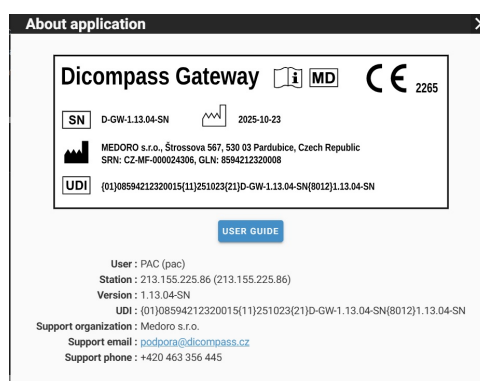 About application
Dicompass Gateway i MD CE 2265
SN D-GW-1.13.04-SN 2025-10-23
MEDORO s.r.o., Štrossova 567, 530 03 Pardubice, Czech Republic
SRN: CZ-MF-000024306, GLN: 8594212320008
UDI {01}08594212320015{11}251023{21}D-GW-1.13.04-SN{8012}1.13.04-SN
USER GUIDE
User : PAC (pac)
Station : 213.155.225.86 (213.155.225.86)
Version : 1.13.04-SN
UDI : {01}08594212320015{11}251023{21}D-GW-1.13.04-SN{8012}1.13.04-SN
Support organization : Medoro s.r.o.
Support email : podpora@dicompass.cz
Support phone : +420 463 356 445